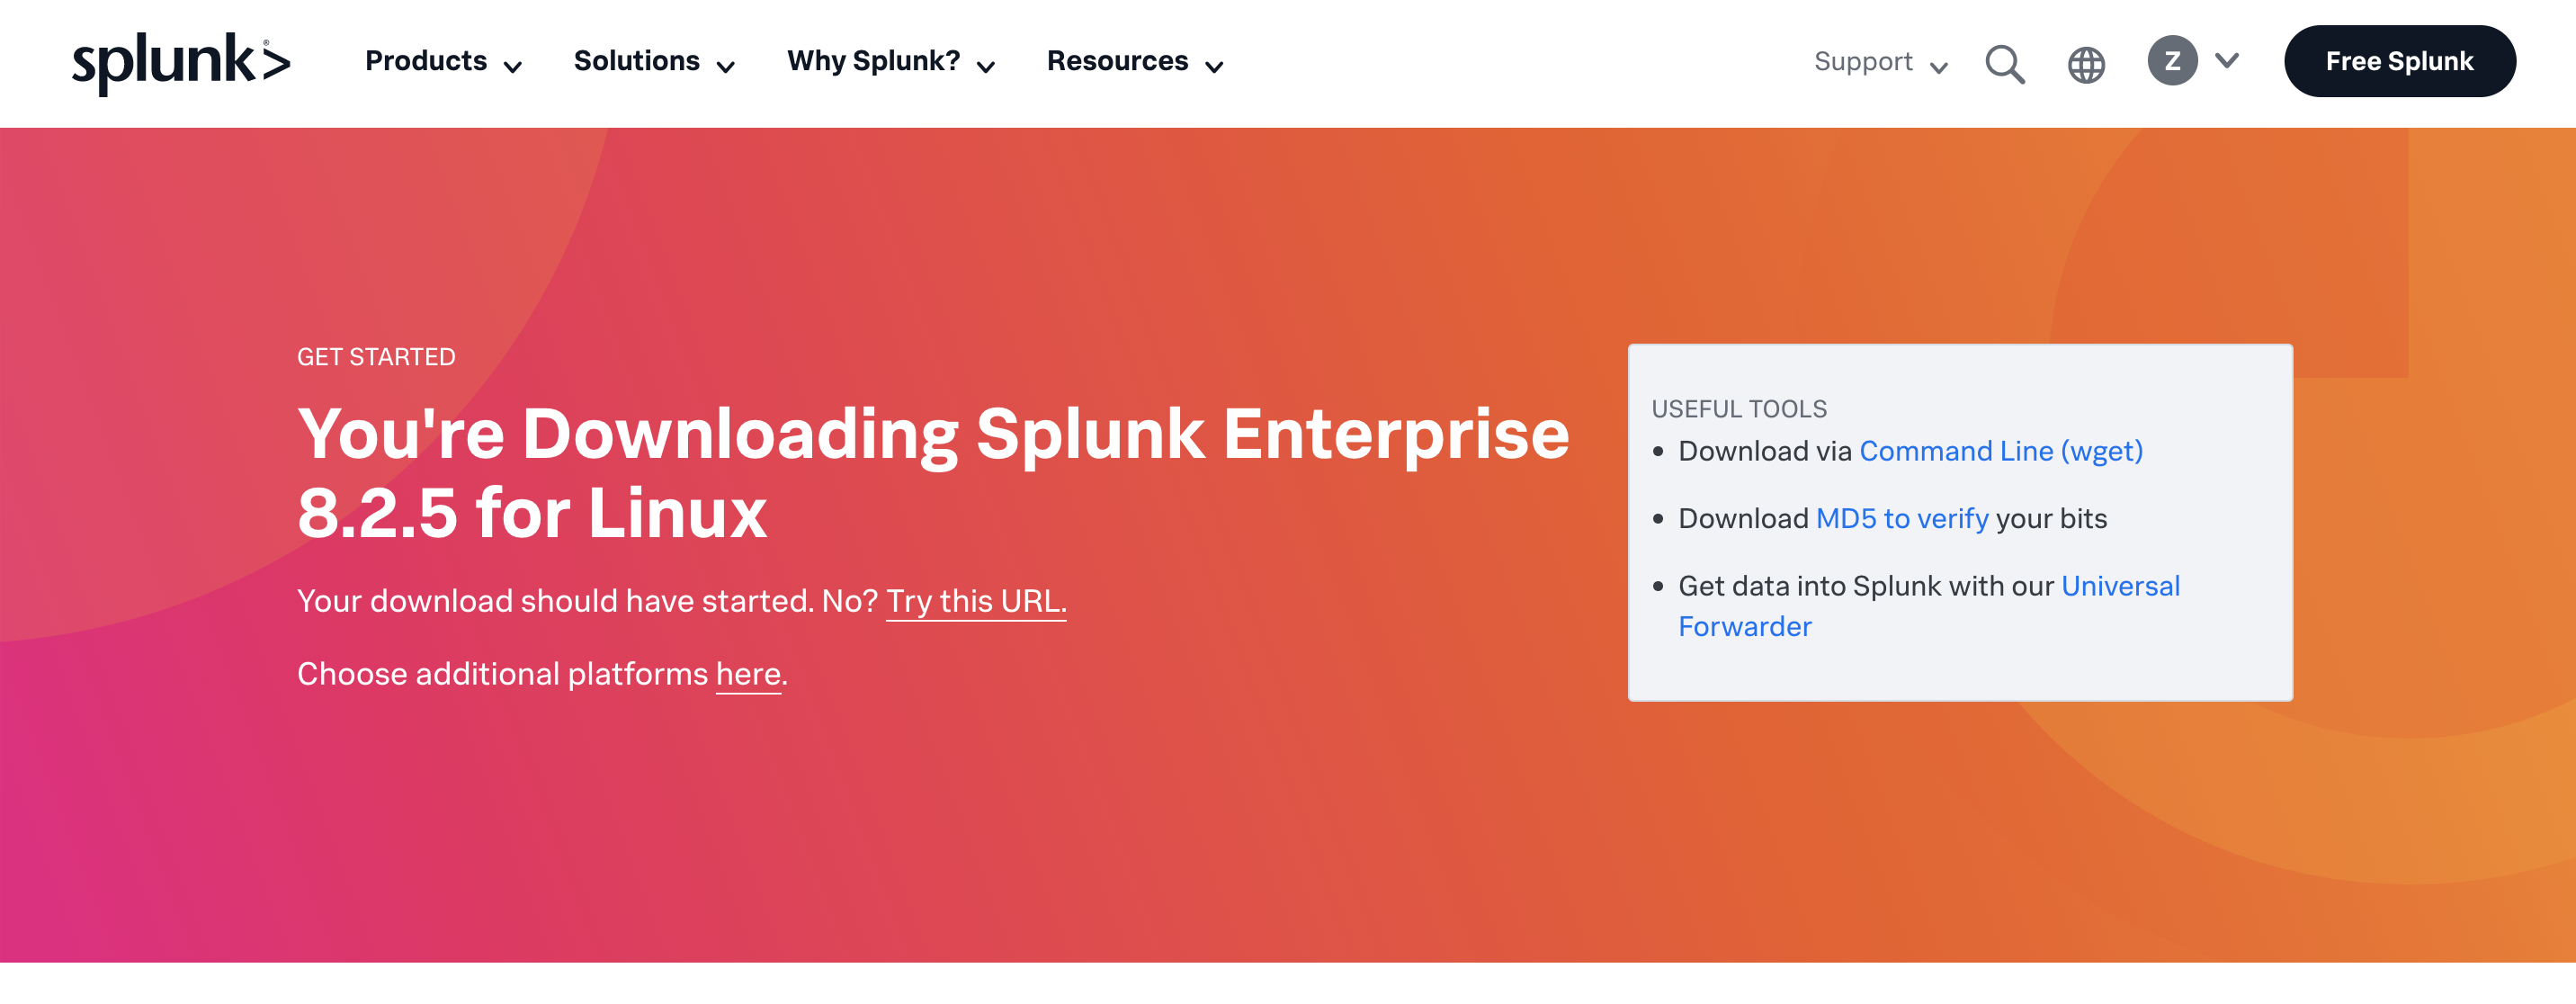 splunk>®
Products
Solutions
Why Splunk?
Resources
Support
Z
Free Splunk
GET STARTED
You're Downloading Splunk Enterprise
8.2.5 for Linux
Your download should have started. No? Try this URL.
Choose additional platforms here.
USEFUL TOOLS
• Download via Command Line (wget)
• Download MD5 to verify your bits
• Get data into Splunk with our Universal
Forwarder